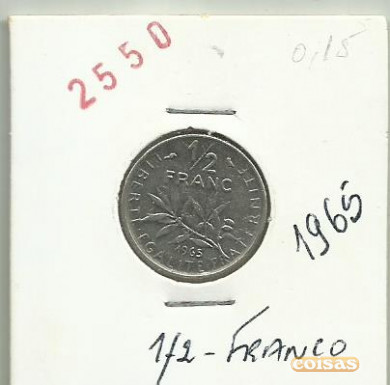 2550
0,15
1/2
FRANC
LIBERTE EGALITE FRATERNITE
1965
1965
1/2 - FRANCO
coisas